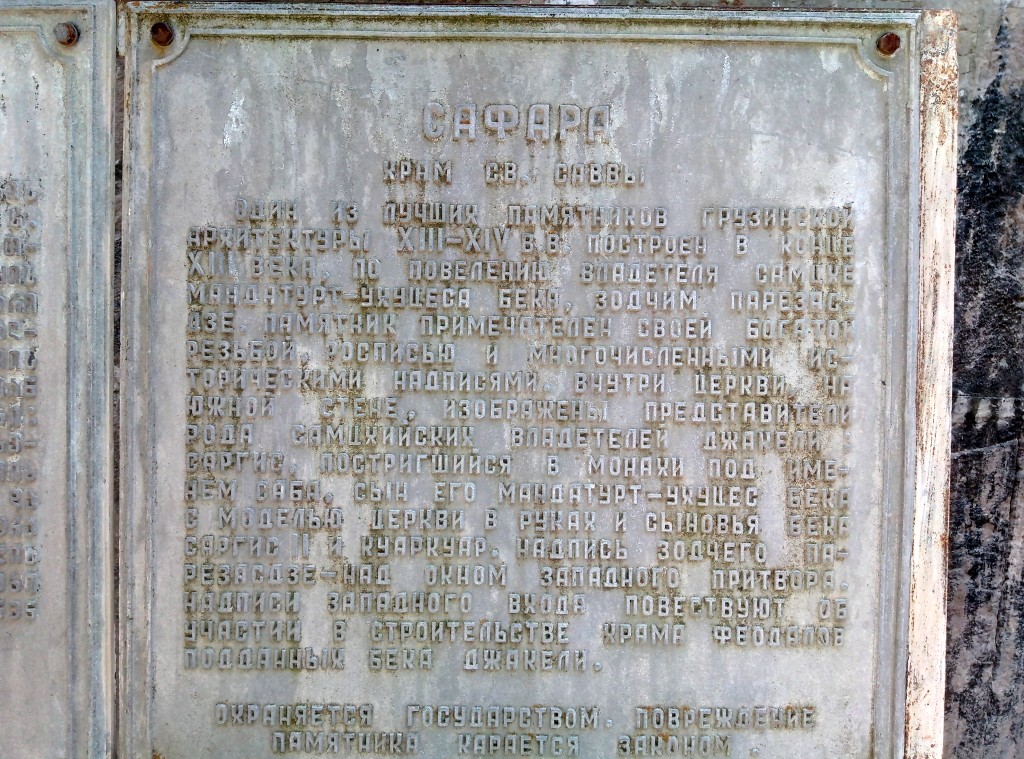 САФАРА
ХРАМ СВ. САВВЫ
ОДИН ИЗ ЛУЧШИХ ПАМЯТНИКОВ ГРУЗИНСКОЙ
АРХИТЕКТУРЫ XIII–XIV В.В. ПОСТРОЕН В КОНЦЕ
XIII ВЕКА, ПО ПОВЕЛЕНИЮ ВЛАДЕТЕЛЯ САМЦХЕ
МАНДАТУРТ-УХУЦЕСА БЕКА, ЗОДЧИМ ПАРЕЗАС-
ДЗЕ. ПАМЯТНИК ПРИМЕЧАТЕЛЕН СВОЕЙ БОГАТОЙ
РЕЗЬБОЙ, РОСПИСЬЮ И МНОГОЧИСЛЕННЫМИ ИС-
ТОРИЧЕСКИМИ НАДПИСЯМИ. ВЧУТРИ ЦЕРКВИ, НА
ЮЖНОЙ СТЕНЕ, ИЗОБРАЖЕНЫ ПРЕДСТАВИТЕЛИ
РОДА САМЦХИЙСКИХ ВЛАДЕТЕЛЕЙ ДЖАКЕЛИ:
САРГИС, ПОСТРИГШИЙСЯ В МОНАХИ ПОД ИМЕ-
НЕМ САБА, СЫН ЕГО МАНДАТУРТ-УХУЦЕС БЕКА
С МОДЕЛЬЮ ЦЕРКВИ В РУКАХ И СЫНОВЬЯ БЕКА
САРГИС II И КУАРКУАР. НАДПИСЬ ЗОДЧЕГО ПА-
РЕЗАСДЗЕ–НАД ОКНОМ ЗАПАДНОГО ПРИТВОРА.
НАДПИСИ ЗАПАДНОГО ВХОДА ПОВЕСТВУЮТ ОБ
УЧАСТИИ В СТРОИТЕЛЬСТВЕ ХРАМА ФЕОДАЛОВ
ПОДДАННЫХ БЕКА ДЖАКЕЛИ.
ОХРАНЯЕТСЯ ГОСУДАРСТВОМ. ПОВРЕЖДЕНИЕ
ПАМЯТНИКА КАРАЕТСЯ ЗАКОНОМ.